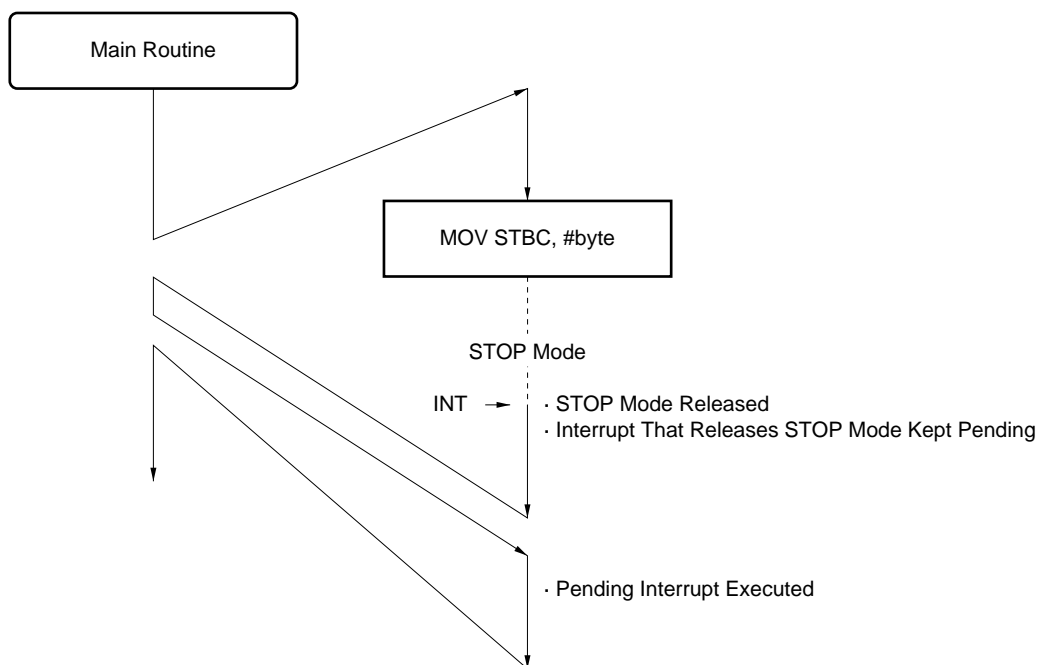 Main Routine
MOV STBC, #byte
STOP Mode
INT
· STOP Mode Released
· Interrupt That Releases STOP Mode Kept Pending
· Pending Interrupt Executed